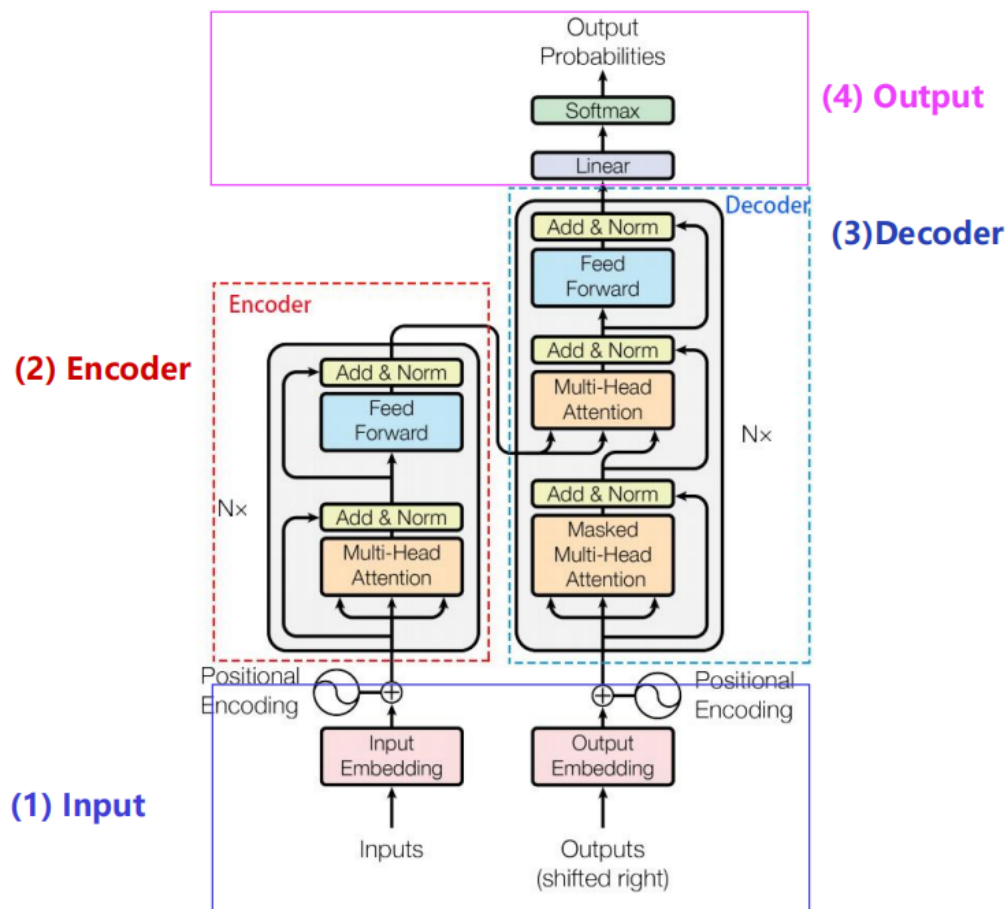 Output
Probabilities
(4) Output
Softmax
Linear
Decoder
(3)Decoder
Add & Norm
Feed
Forward
Add & Norm
Multi-Head
Attention
Nx
Add & Norm
Masked
Multi-Head
Attention
Encoder
(2) Encoder
Add & Norm
Feed
Forward
Nx
Add & Norm
Multi-Head
Attention
Positional
Encoding
Positional
Encoding
Input
Embedding
Output
Embedding
(1) Input
Inputs
Outputs
(shifted right)